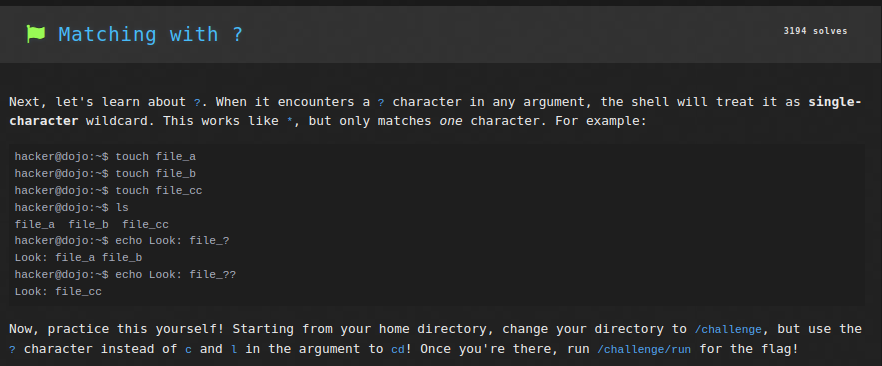 Matching with ?
3194 solves
Next, let's learn about ?. When it encounters a ? character in any argument, the shell will treat it as single-
character wildcard. This works like *, but only matches one character. For example:
hacker@dojo:~$ touch file_a
hacker@dojo:~$ touch file_b
hacker@dojo:~$ touch file_cc
hacker@dojo:~$ ls
file_a  file_b  file_cc
hacker@dojo:~$ echo Look: file_?
Look: file_a file_b
hacker@dojo:~$ echo Look: file_??
Look: file_cc
Now, practice this yourself! Starting from your home directory, change your directory to /challenge, but use the
? character instead of c and l in the argument to cd! Once you're there, run /challenge/run for the flag!